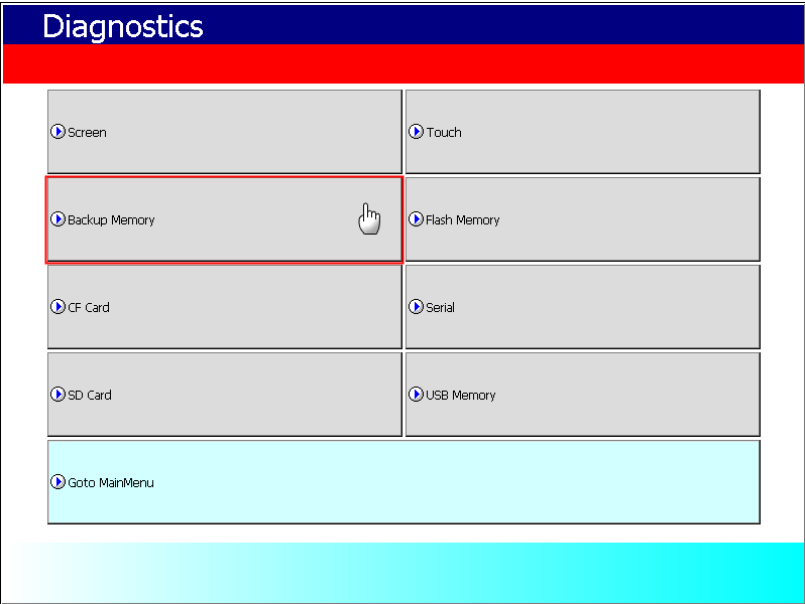 Diagnostics
Screen
Touch
Backup Memory
Flash Memory
CF Card
Serial
SD Card
USB Memory
Goto MainMenu